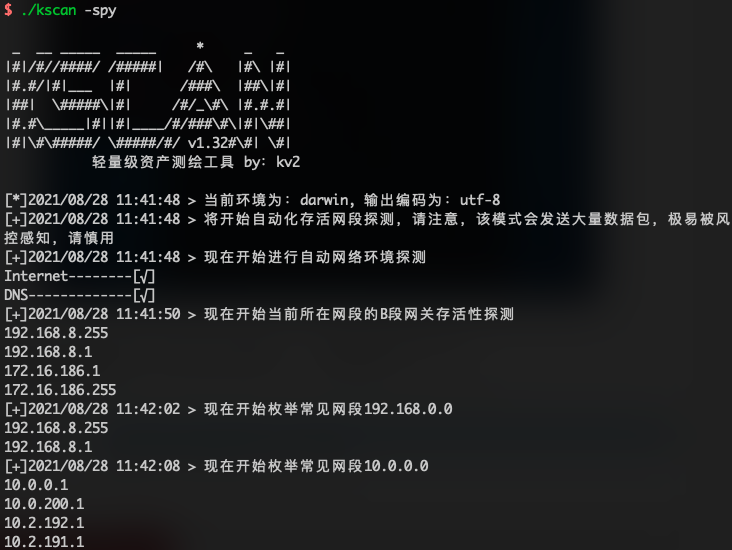 $ ./kscan -spy
 _  __ _____  _____     *     _   _
|#|/#//####/ /#####|   /#\   |#\ |#|
|#.#/|#|___  |#|      /###\  |##\|#|
|##|  \#####\|#|     /#/_\#\ |#.#.#|
|#.#\_____|#||#|____/#/###\#\|#|\##|
|#|\#\#####/ \#####/#/ v1.32#\#| \#|
轻量级资产测绘工具 by: kv2
[*]2021/08/28 11:41:48 > 当前环境为：darwin, 输出编码为：utf-8
[+]2021/08/28 11:41:48 > 将开始自动化存活网段探测，请注意，该模式会发送大量数据包，极易被风
控感知，请慎用
[+]2021/08/28 11:41:48 > 现在开始进行自动网络环境探测
Internet--------[√]
DNS-------------[√]
[+]2021/08/28 11:41:50 > 现在开始当前所在网段的B段网关存活性探测
192.168.8.255
192.168.8.1
172.16.186.1
172.16.186.255
[+]2021/08/28 11:42:02 > 现在开始枚举常见网段192.168.0.0
192.168.8.255
192.168.8.1
[+]2021/08/28 11:42:08 > 现在开始枚举常见网段10.0.0.0
10.0.0.1
10.0.200.1
10.2.192.1
10.2.191.1